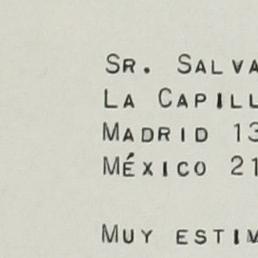 Sr. Salva
La Capill
Madrid 13
México 21
Muy estim